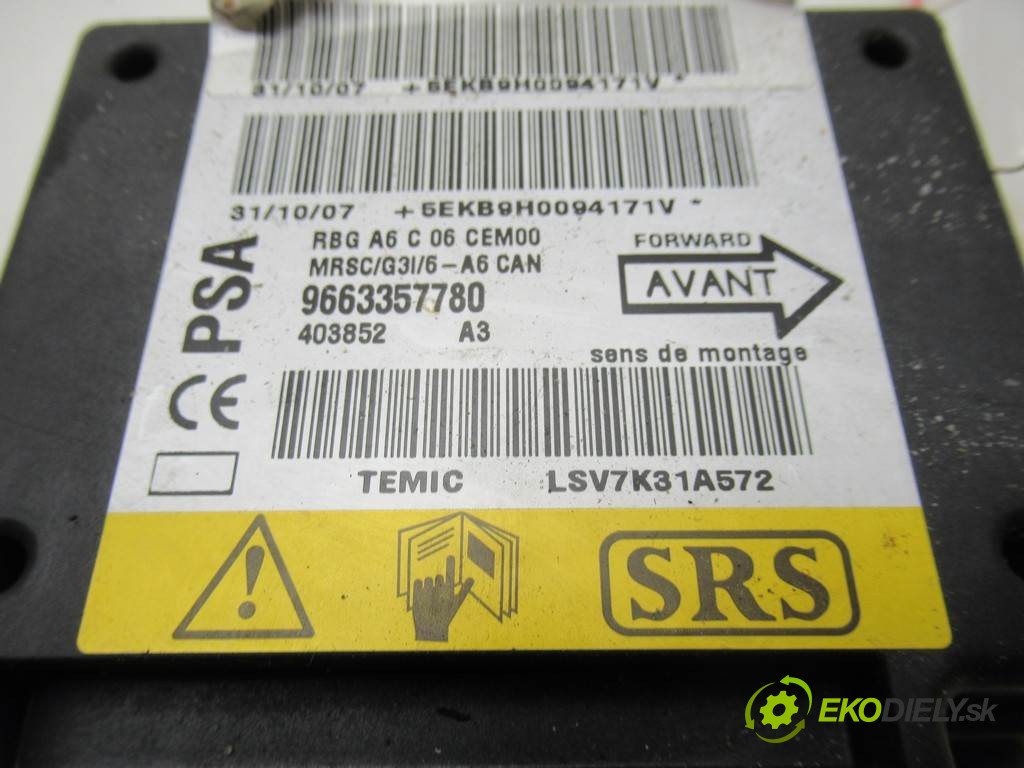 31/10/07 +5EKB9H0094171V *
31/10/07 +5EKB9H0094171V *
PSA
RBG A6 C 06 CEM00
MRSC/G3I/6-A6 CAN
9663357780
403852 A3
FORWARD
AVANT
sens de montage
CE
TEMIC LSV7K31A572
SRS
EKODIELY.sk